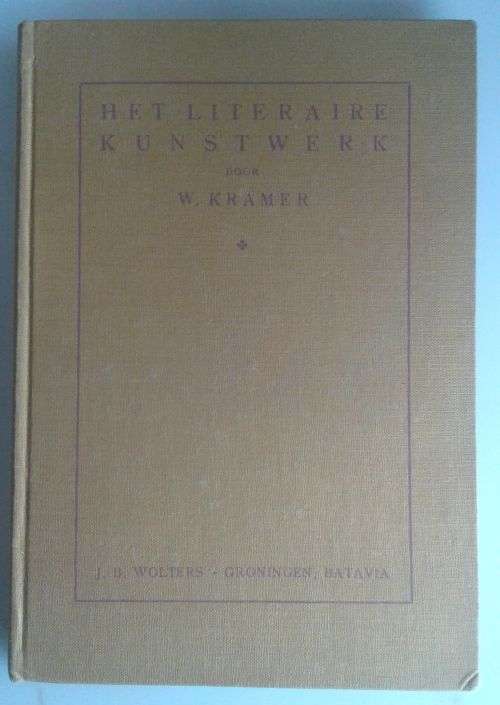 HET LITERAIRE
KUNSTWERK
DOOR
W. KRAMER
J. B. WOLTERS - GRONINGEN, BATAVIA